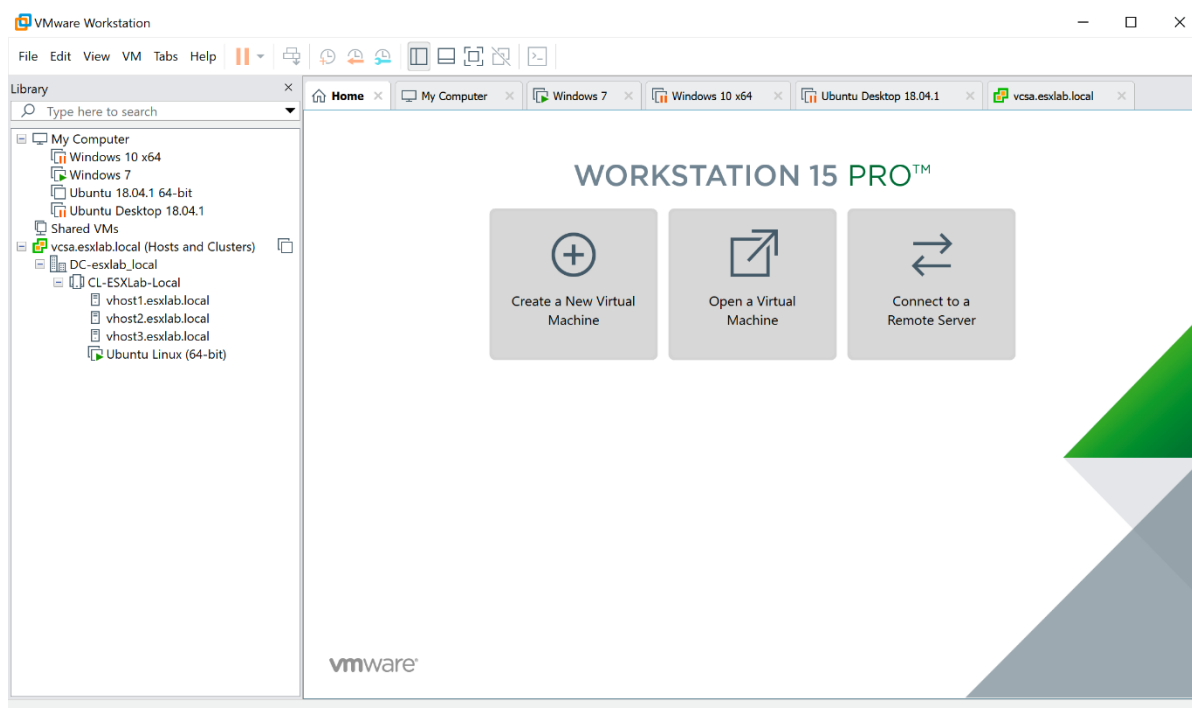 VMware Workstation
File Edit View VM Tabs Help
Library
Type here to search
My Computer
Windows 10 x64
Windows 7
Ubuntu 18.04.1 64-bit
Ubuntu Desktop 18.04.1
Shared VMs
vcsa.esxlab.local (Hosts and Clusters)
DC-esxlab_local
CL-ESXLab-Local
vhost1.esxlab.local
vhost2.esxlab.local
vhost3.esxlab.local
Ubuntu Linux (64-bit)
Home My Computer Windows 7 Windows 10 x64 Ubuntu Desktop 18.04.1 vcsa.esxlab.local
WORKSTATION 15 PRO™
Create a New Virtual
Machine
Open a Virtual
Machine
Connect to a
Remote Server
vmware®